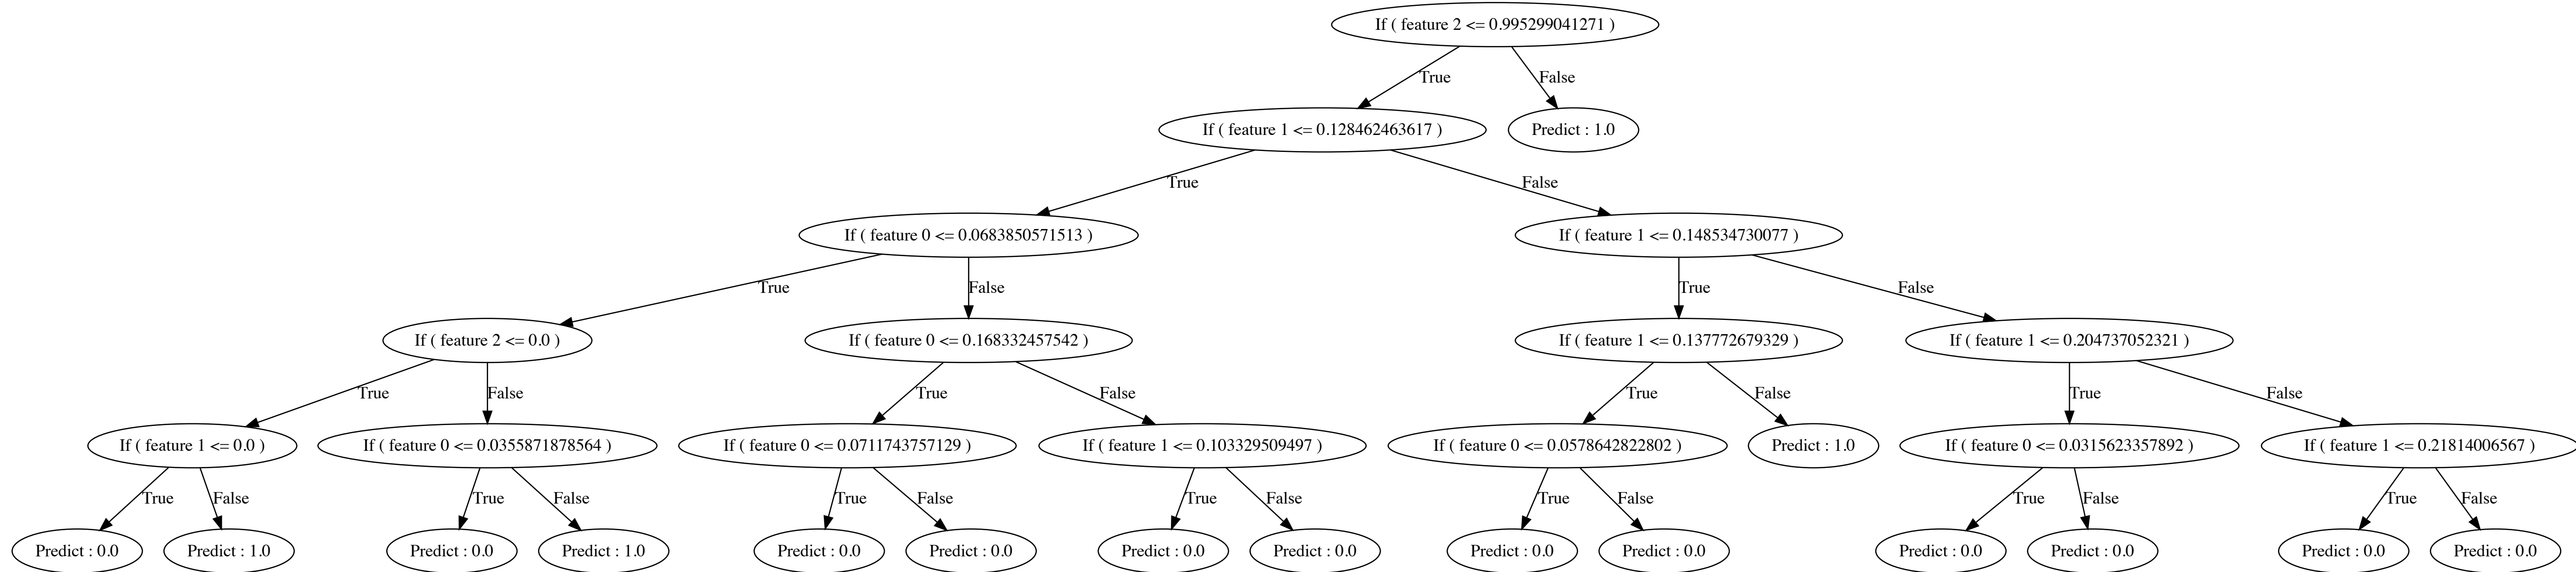 If ( feature 2 <= 0.995299041271 )
True
False
If ( feature 1 <= 0.128462463617 )
Predict : 1.0
True
False
If ( feature 0 <= 0.0683850571513 )
If ( feature 1 <= 0.148534730077 )
True
False
True
False
If ( feature 2 <= 0.0 )
If ( feature 0 <= 0.168332457542 )
If ( feature 1 <= 0.137772679329 )
If ( feature 1 <= 0.204737052321 )
True
False
True
False
True
False
True
False
If ( feature 1 <= 0.0 )
If ( feature 0 <= 0.0355871878564 )
If ( feature 0 <= 0.0711743757129 )
If ( feature 1 <= 0.103329509497 )
If ( feature 0 <= 0.0578642822802 )
Predict : 1.0
If ( feature 0 <= 0.0315623357892 )
If ( feature 1 <= 0.21814006567 )
True
False
True
False
True
False
True
False
True
False
True
False
True
False
Predict : 0.0
Predict : 1.0
Predict : 0.0
Predict : 1.0
Predict : 0.0
Predict : 0.0
Predict : 0.0
Predict : 0.0
Predict : 0.0
Predict : 0.0
Predict : 0.0
Predict : 0.0
Predict : 0.0
Predict : 0.0